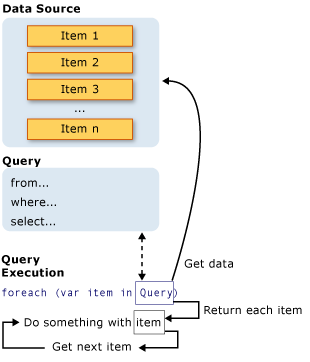 Data Source
Item 1
Item 2
Item 3
...
Item n
Query
from...
where...
select...
Query
Execution
Get data
foreach (var item in Query)
Return each item
Do something with item
Get next item